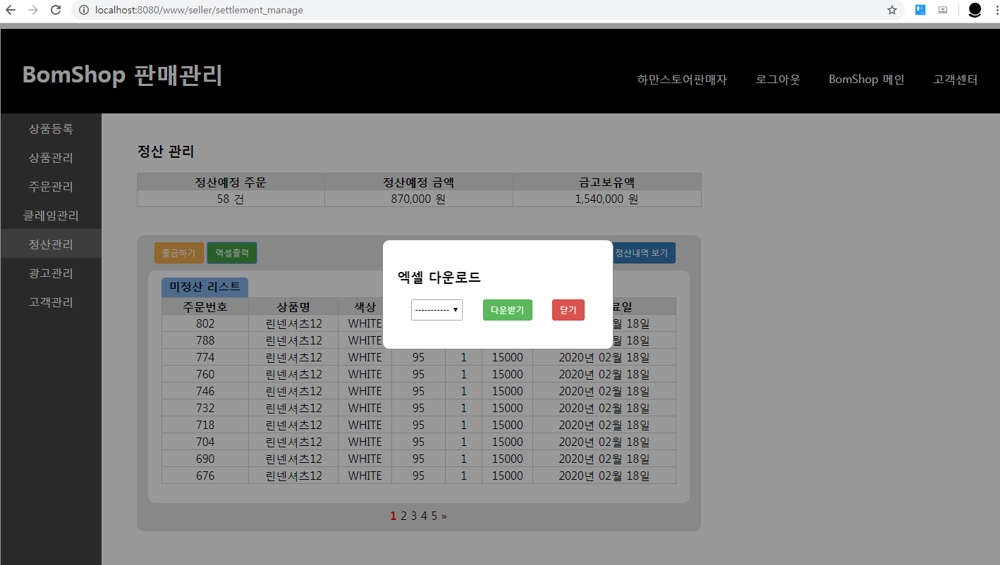 localhost:8080/www/seller/settlement_manage
BomShop 판매관리
하만스토어판매자 로그아웃 BomShop 메인 고객센터
상품등록
상품관리
주문관리
클레임관리
정산관리
광고관리
고객관리
정산 관리
정산예정 주문 정산예정 금액 금고보유액
58 건 870,000 원 1,540,000 원
출금하기 엑셀출력 정산내역 보기
엑셀 다운로드
----------- 다운받기 닫기
미정산 리스트
주문번호 상품명 색상 료일
802 린넨셔츠12 WHITE 월 18일
788 린넨셔츠12 WHITE 월 18일
774 린넨셔츠12 WHITE 95 1 15000 2020년 02월 18일
760 린넨셔츠12 WHITE 95 1 15000 2020년 02월 18일
746 린넨셔츠12 WHITE 95 1 15000 2020년 02월 18일
732 린넨셔츠12 WHITE 95 1 15000 2020년 02월 18일
718 린넨셔츠12 WHITE 95 1 15000 2020년 02월 18일
704 린넨셔츠12 WHITE 95 1 15000 2020년 02월 18일
690 린넨셔츠12 WHITE 95 1 15000 2020년 02월 18일
676 린넨셔츠12 WHITE 95 1 15000 2020년 02월 18일
1 2 3 4 5 »